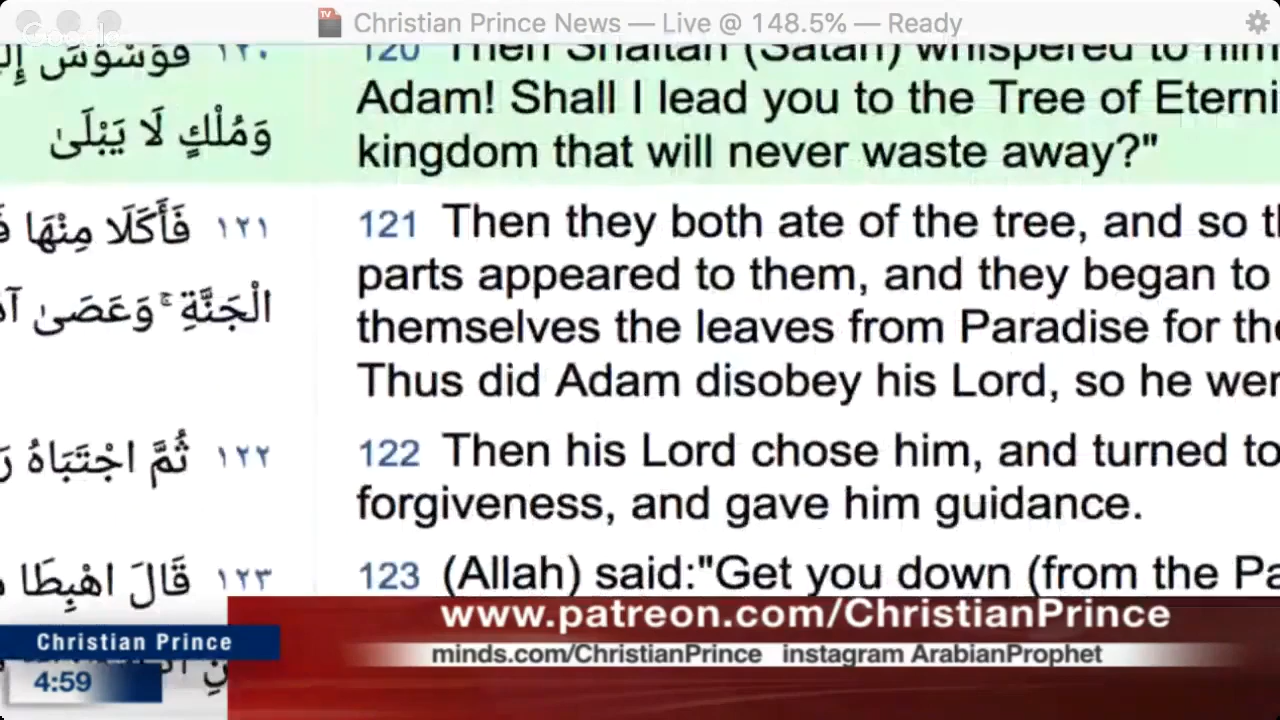 Christian Prince News — Live @ 148.5% — Ready
Google
فَوَسْوَسَ ١٢٠
وَمُلْكٍ لَا يَبْلَىٰ
120 Then Shaitan (Satan) whispered to him
Adam! Shall I lead you to the Tree of Eterni
kingdom that will never waste away?"
فَأَكَلَا مِنْهَا ١٢١
الْجَنَّةِ ۚ وَعَصَىٰ
121 Then they both ate of the tree, and so th
parts appeared to them, and they began to
themselves the leaves from Paradise for the
Thus did Adam disobey his Lord, so he wer
ثُمَّ اجْتَبَاهُ ١٢٢
122 Then his Lord chose him, and turned to
forgiveness, and gave him guidance.
قَالَ اهْبِطَا ١٢٣
123 (Allah) said:"Get you down (from the Pa
www.patreon.com/ChristianPrince
Christian Prince
minds.com/ChristianPrince instagram ArabianProphet
4:59